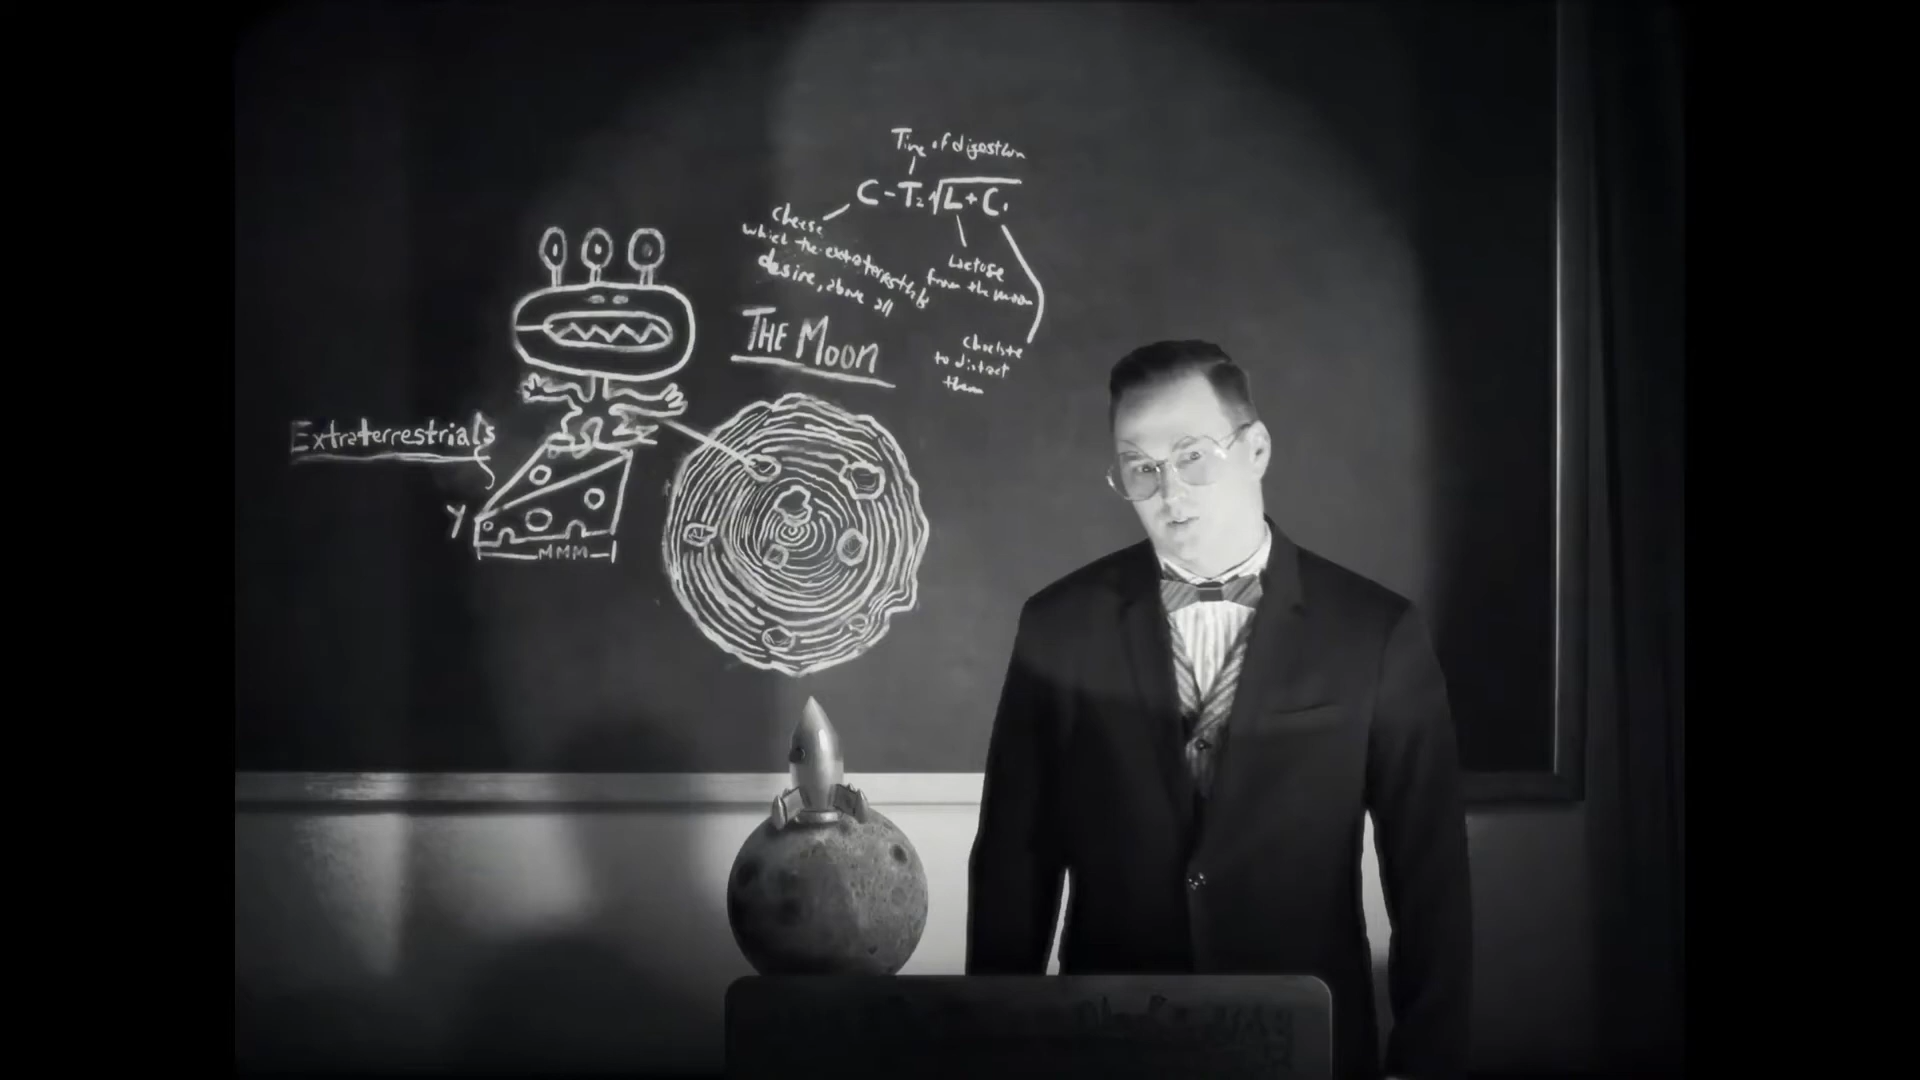 Time of digestion
C - T₂ √L + C.
cheese
which the extraterrestrials
desire, above all
Lactose
from the moon
THE MOON
to distract
them
Extraterrestrials
Y
MMM